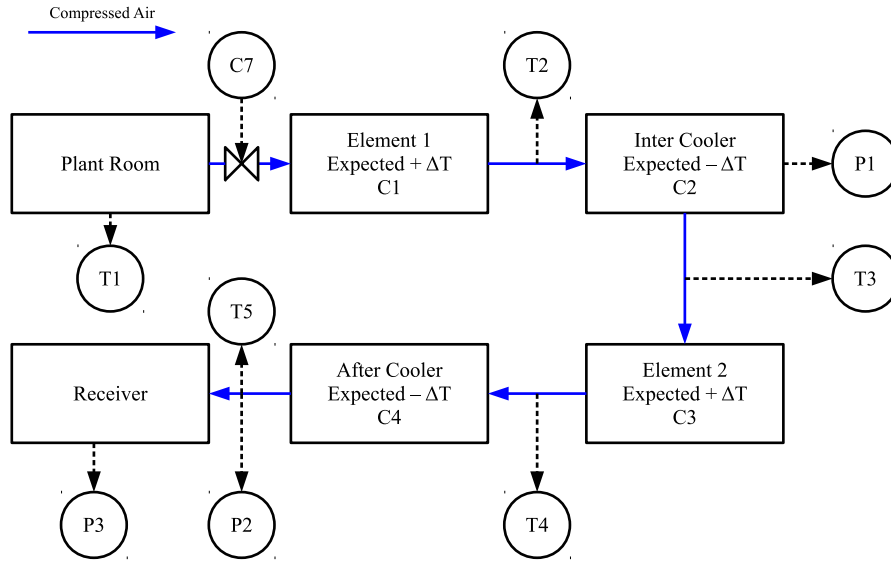 Compressed Air
C7
T2
Plant Room
Element 1
Expected + ΔT
C1
Inter Cooler
Expected – ΔT
C2
P1
T1
T5
T3
Receiver
After Cooler
Expected – ΔT
C4
Element 2
Expected + ΔT
C3
P3
P2
T4